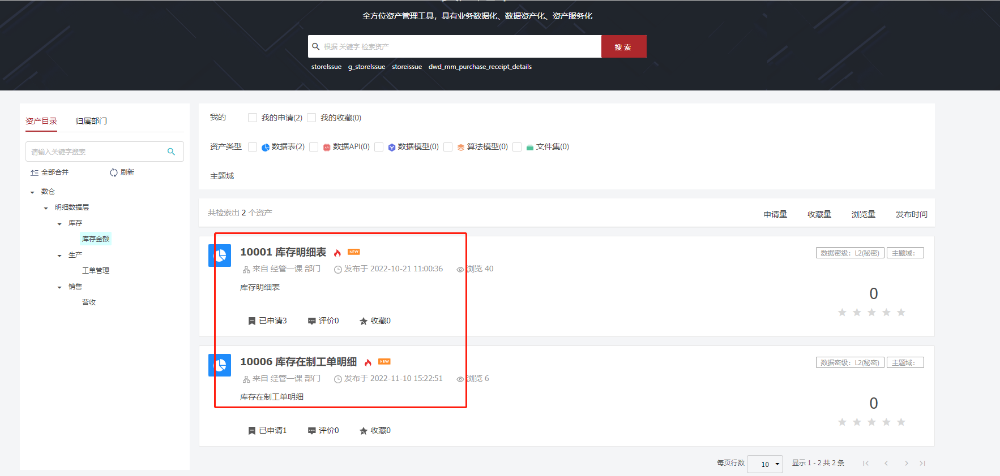 全方位资产管理工具，具有业务数据化、数据资产化、资产服务化
根据 关键字 检索资产
搜 索
storeIssue g_storeIssue storeissue dwd_mm_purchase_receipt_details
资产目录 归属部门
请输入关键字搜索
全部合并 刷新
数仓
明细数据层
库存
库存金额
生产
工单管理
销售
营收
我的 我的申请(2) 我的收藏(0)
资产类型 数据表(2) 数据API(0) 数据模型(0) 算法模型(0) 文件集(0)
主题域
共检索出 2 个资产 申请量 收藏量 浏览量 发布时间
10001 库存明细表 NEW
数据密级：L2(秘密) 主题域：
来自 经管一课 部门 发布于 2022-10-21 11:00:36 浏览 40
库存明细表
0
已申请3 评价0 收藏0
10006 库存在制工单明细 NEW
数据密级：L2(秘密) 主题域：
来自 经管一课 部门 发布于 2022-11-10 15:22:51 浏览 6
库存在制工单明细
0
已申请1 评价0 收藏0
每页行数 10 显示 1 - 2 共 2 条